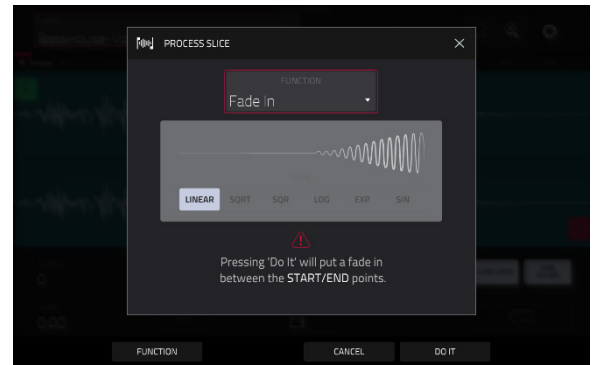 PROCESS SLICE
FUNCTION
Fade In
LINEAR SQRT SQR LOG EXP SIN
Pressing 'Do It' will put a fade in
between the START/END points.
FUNCTION CANCEL DO IT